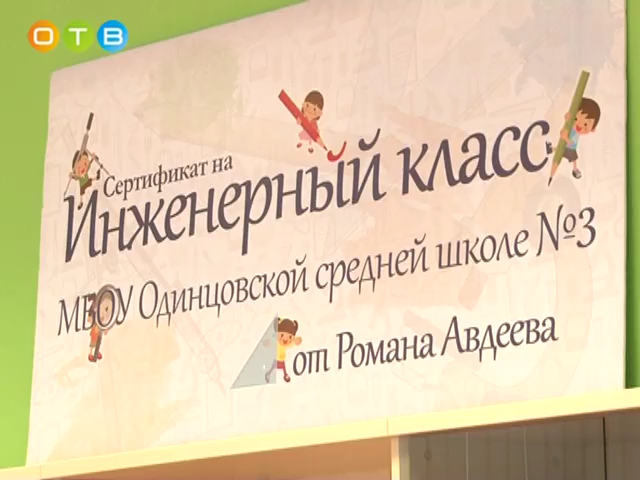 ОТВ
Сертификат на
Инженерный класс
МБОУ Одинцовской средней школе №3
от Романа Авдеева